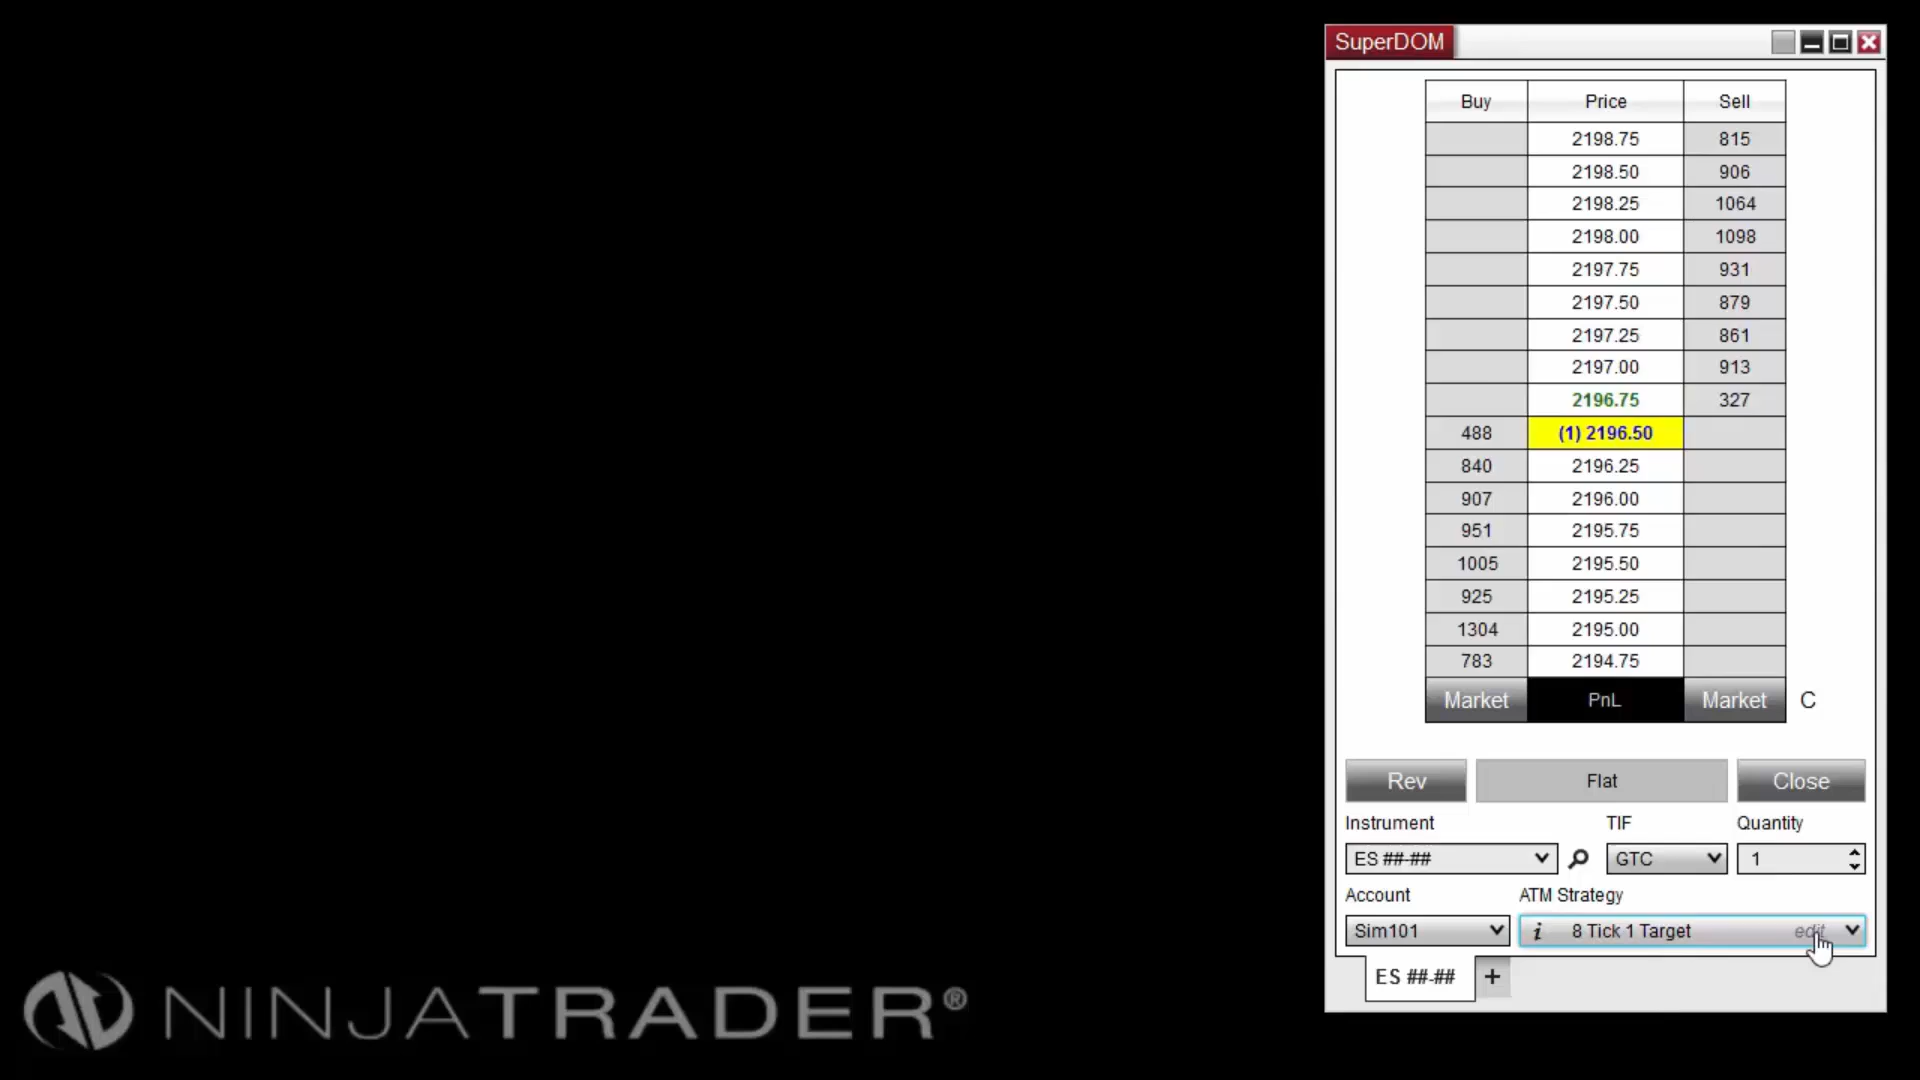 SuperDOM
Buy Price Sell
2198.75 815
2198.50 906
2198.25 1064
2198.00 1098
2197.75 931
2197.50 879
2197.25 861
2197.00 913
2196.75 327
488 (1) 2196.50
840 2196.25
907 2196.00
951 2195.75
1005 2195.50
925 2195.25
1304 2195.00
783 2194.75
Market PnL Market C
Rev Flat Close
Instrument TIF Quantity
ES ##-## GTC 1
Account ATM Strategy
Sim101 i 8 Tick 1 Target edit
ES ##-## +
NINJATRADER®